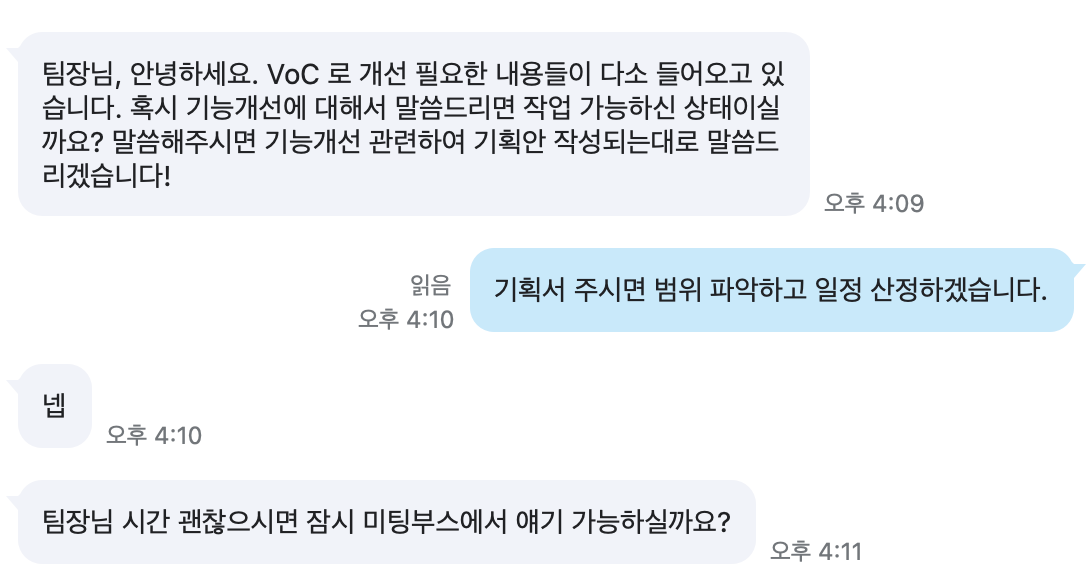 팀장님, 안녕하세요. VoC 로 개선 필요한 내용들이 다소 들어오고 있
습니다. 혹시 기능개선에 대해서 말씀드리면 작업 가능하신 상태이실
까요? 말씀해주시면 기능개선 관련하여 기획안 작성되는대로 말씀드
리겠습니다!
오후 4:09
기획서 주시면 범위 파악하고 일정 산정하겠습니다.
읽음
오후 4:10
넵
오후 4:10
팀장님 시간 괜찮으시면 잠시 미팅부스에서 얘기 가능하실까요?
오후 4:11